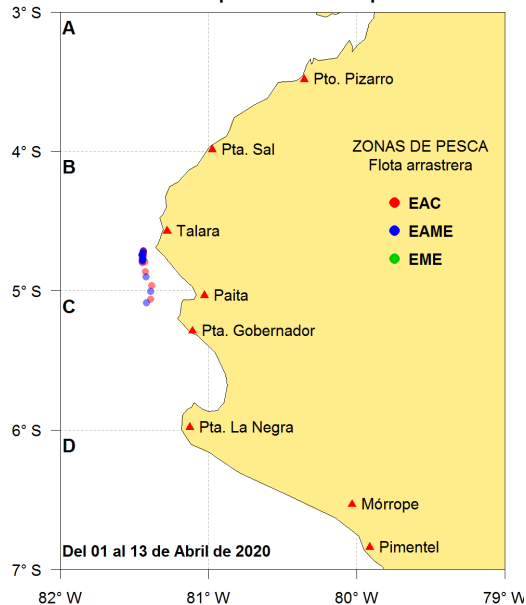 3° S
A
Pto. Pizarro
ZONAS DE PESCA
4° S
Pta. Sal
Flota arrastrera
B
EAC
Talara
EAME
EME
5° S
Paita
C
Pta. Gobernador
6° S
Pta. La Negra
D
Mórrope
Del 01 al 13 de Abril de 2020
Pimentel
7° S
82° W
81° W
80° W
79° W